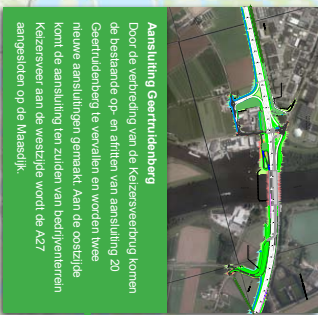 Aansluiting Geertruidenberg
Door de verbreding van de Keizersveerbrug komen
de bestaande op- en afritten van aansluiting 20
Geertruidenberg te vervallen en worden twee
nieuwe aansluitingen gemaakt. Aan de oostzijde
komt de aansluiting ten zuiden van bedrijventerrein
Keizersveer aan de westzijde wordt de A27
aangesloten op de Maasdijk.